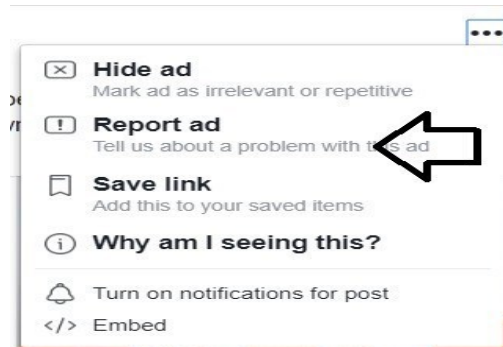 Hide ad
Mark ad as irrelevant or repetitive
Report ad
Tell us about a problem with this ad
Save link
Add this to your saved items
Why am I seeing this?
Turn on notifications for post
Embed